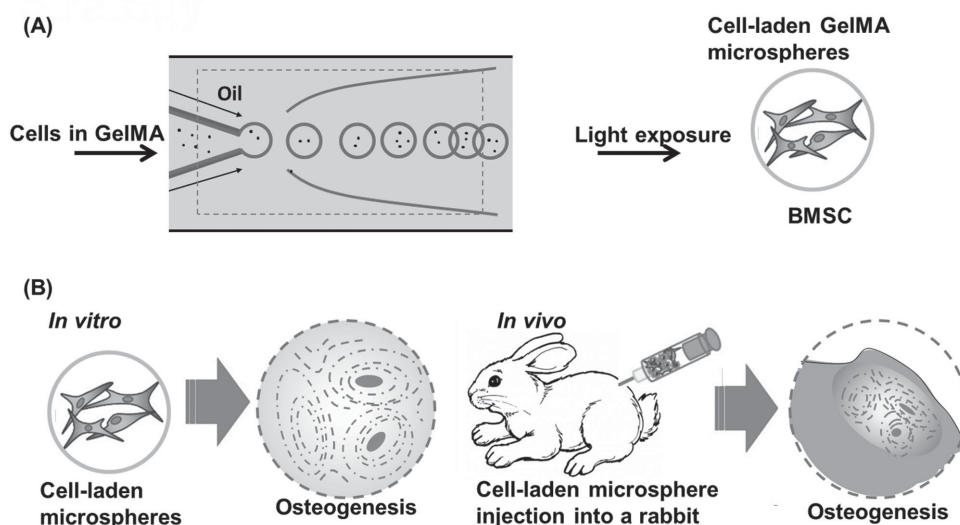 (A)
Cells in GelMA
Oil
Light exposure
Cell-laden GelMA
microspheres
BMSC
(B)
In vitro
Cell-laden
microspheres
Osteogenesis
In vivo
Cell-laden microsphere
injection into a rabbit
Osteogenesis